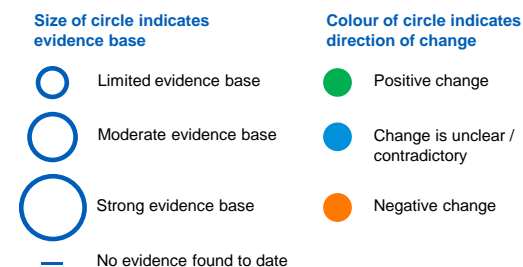 Size of circle indicates
evidence base
Limited evidence base
Moderate evidence base
Strong evidence base
No evidence found to date
Colour of circle indicates
direction of change
Positive change
Change is unclear /
contradictory
Negative change